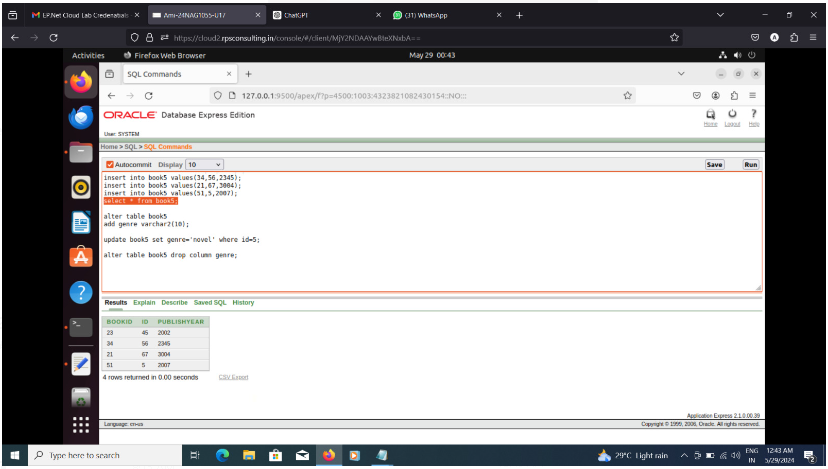 EP.Net Cloud Lab Credenatials
Ami-24NAG1055-U17
ChatGPT
(31) WhatsApp
https://cloud2.rpsconsulting.in/console/#/client/MjY2NDAAYwBteXNxbA==
Activities
Firefox Web Browser
May 29 00:43
SQL Commands
127.0.0.1:9500/apex/f?p=4500:1003:4323821082430154::NO:::
ORACLE Database Express Edition
Home Logout Help
User: SYSTEM
Home > SQL > SQL Commands
Autocommit Display 10
Save Run
insert into book5 values(34,56,2345);
insert into book5 values(21,67,3004);
insert into book5 values(51,5,2007);
select * from book5;
alter table book5
add genre varchar2(10);
update book5 set genre='novel' where id=5;
alter table book5 drop column genre;
Results Explain Describe Saved SQL History
BOOKID ID PUBLISHYEAR
23 45 2002
34 56 2345
21 67 3004
51 5 2007
4 rows returned in 0.00 seconds CSV Export
Application Express 2.1.0.00.39
Language: en-us
Copyright © 1999, 2006, Oracle. All rights reserved.
Type here to search
29°C Light rain
ENG
IN
12:43 AM
5/29/2024
2